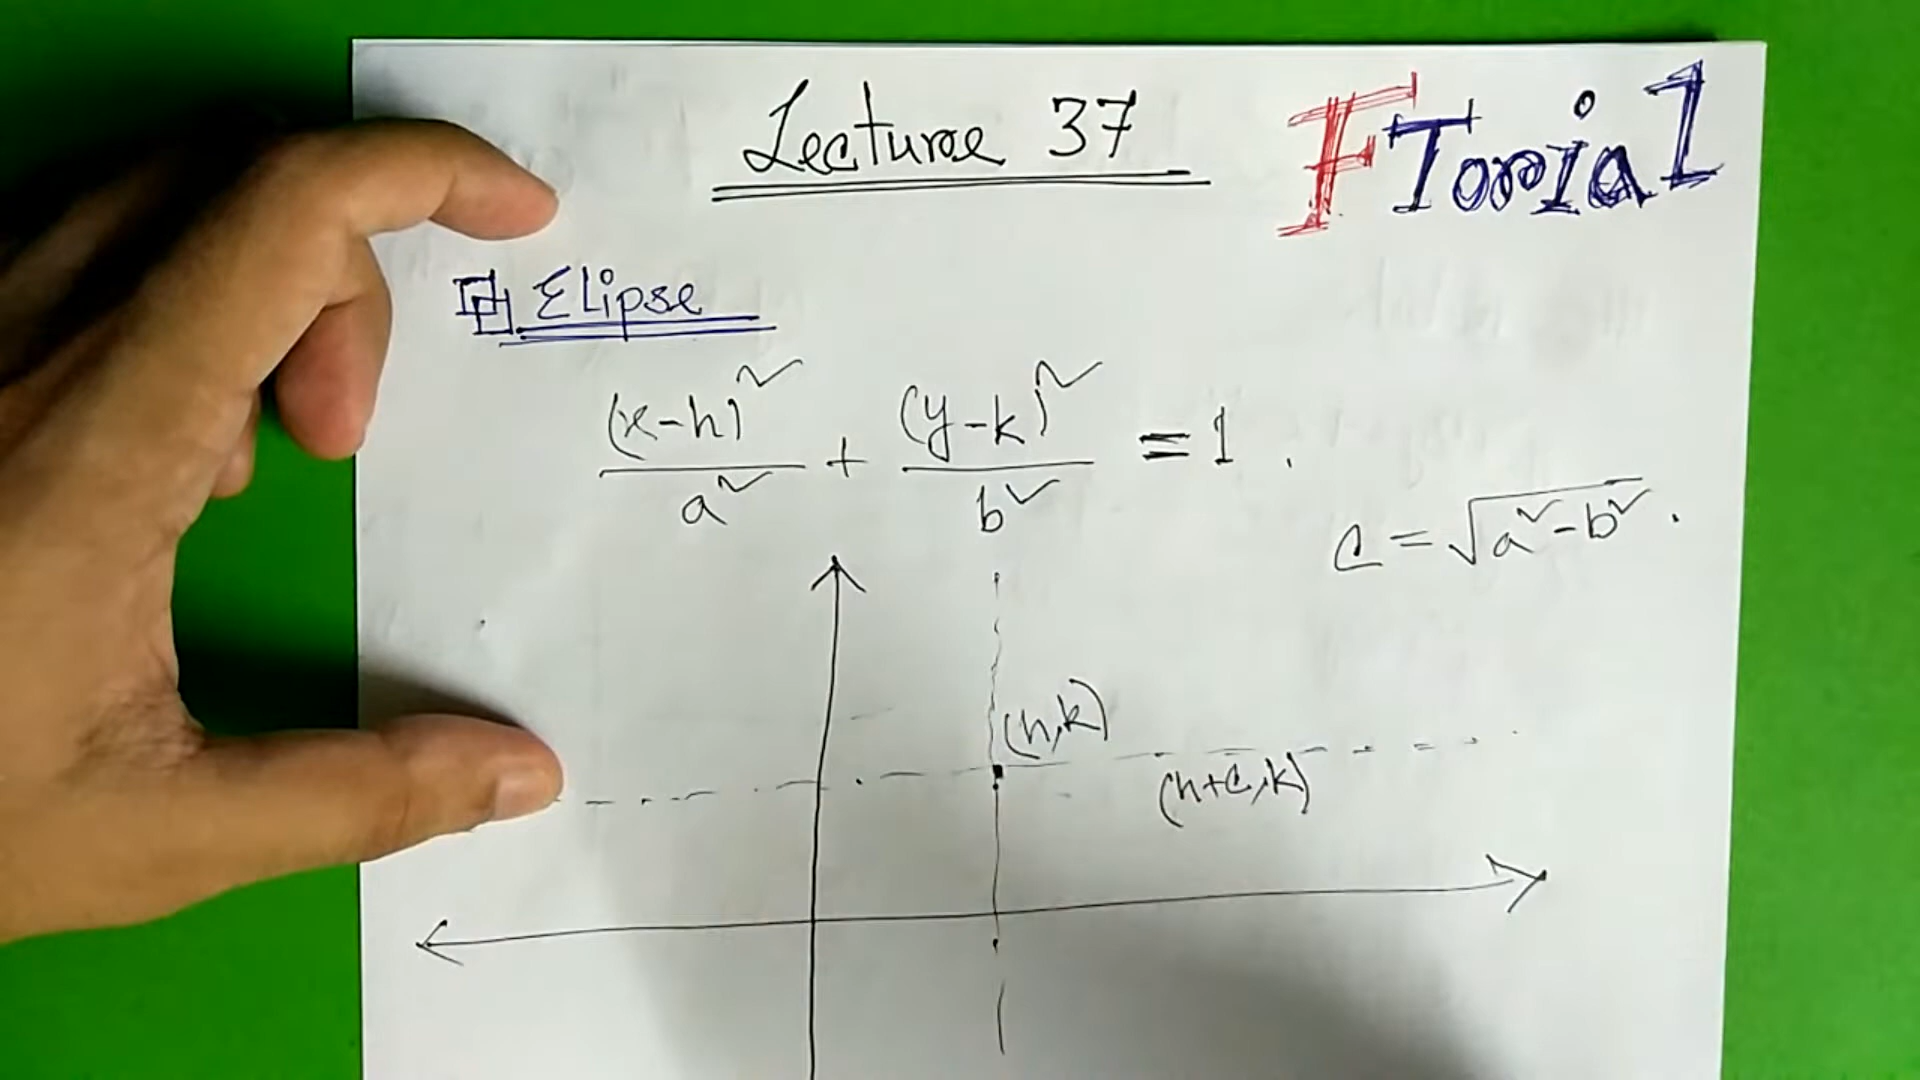 Lecture 37
FTorial
Elipse
(x-h)²/a² + (y-k)²/b² = 1.
c = √(a²-b²).
(h,k)
(h+c,k)